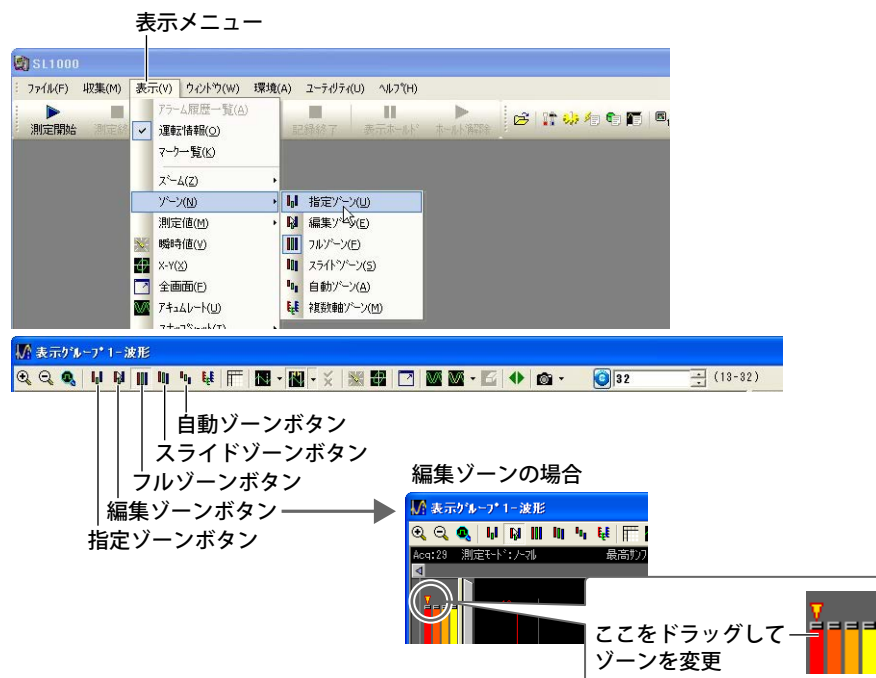 表示メニュー
SL1000
ファイル(F) 収集(M) 表示(V) ウィンドウ(W) 環境(A) ユーティリティ(U) ヘルプ(H)
アラーム履歴一覧(A)
測定開始 運転情報(O) 記録終了 表示ホールド ホールド解除
マーク一覧(K)
ズーム(Z)
ゾーン(N) 指定ゾーン(U)
測定値(M) 編集ゾーン(E)
瞬時値(V) フルゾーン(F)
X-Y(X) スライドゾーン(S)
全画面(F) 自動ゾーン(A)
アキュムレート(U)複数軸ゾーン(M)
表示グループ1-波形
32 (13-32)
自動ゾーンボタン
スライドゾーンボタン
フルゾーンボタン
編集ゾーンボタン
指定ゾーンボタン
編集ゾーンの場合
表示グループ1-波形
Acq:29 測定モード:ノーマル 最高サンプ
ここをドラッグして
ゾーンを変更